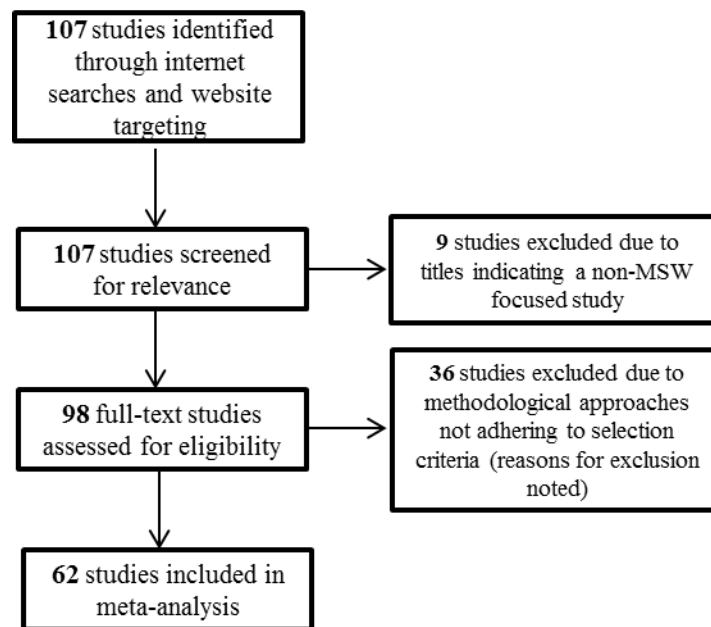 107 studies identified
through internet
searches and website
targeting
107 studies screened
for relevance
9 studies excluded due to
titles indicating a non-MSW
focused study
98 full-text studies
assessed for eligibility
36 studies excluded due to
methodological approaches
not adhering to selection
criteria (reasons for exclusion
noted)
62 studies included in
meta-analysis